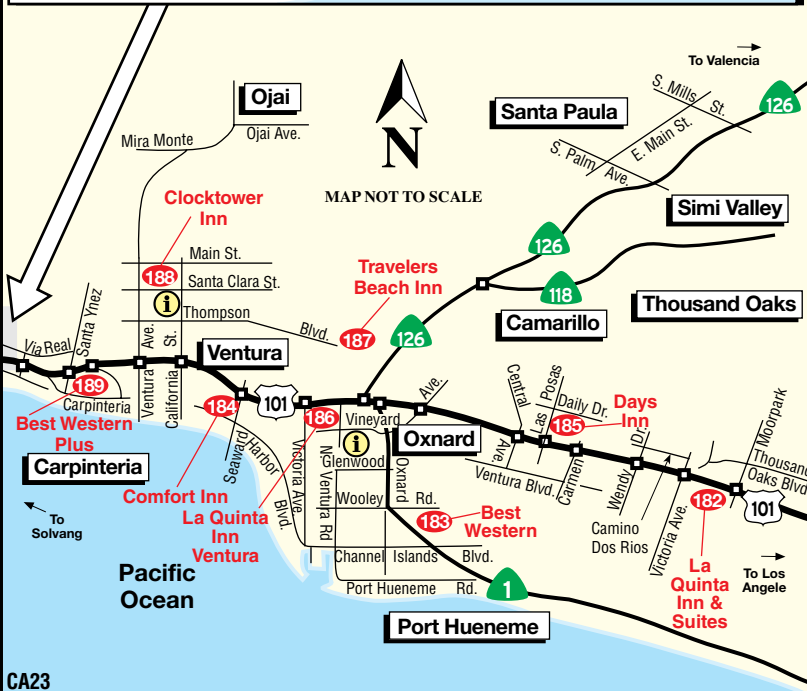 To Valencia
Ojai
S. Mills St.
126
Santa Paula
Ojai Ave.
Mira Monte
E. Main St.
S. Palm Ave.
N
MAP NOT TO SCALE
Clocktower
Inn
Simi Valley
Main St.
126
188
Santa Clara St.
Travelers
Beach Inn
118
Thousand Oaks
Thompson Blvd.
187
126
Camarillo
Santa Ynez
Via Real
Ventura Ave.
California St.
Ventura
189
Carpinteria
Best Western
Plus
184
101
186
Vineyard Ave.
Central Ave.
Las Posas
Daily Dr.
Days
Inn
185
Moorpark
Thousand
Oaks Blvd
Oxnard
Glenwood
Carpinteria
Seaward
Harbor Blvd.
Victoria Ave.
N Ventura Rd
Oxnard
Ventura Blvd.
Carmen
Wendy Dr.
Camino
Dos Rios
Victoria Ave.
182
101
Comfort Inn
La Quinta
Inn
Ventura
Wooley Rd.
183
Best
Western
To
Solvang
Channel Islands Blvd.
Pacific
Ocean
Port Hueneme Rd.
1
La
Quinta
Inn &
Suites
To Los
Angele
Port Hueneme
CA23